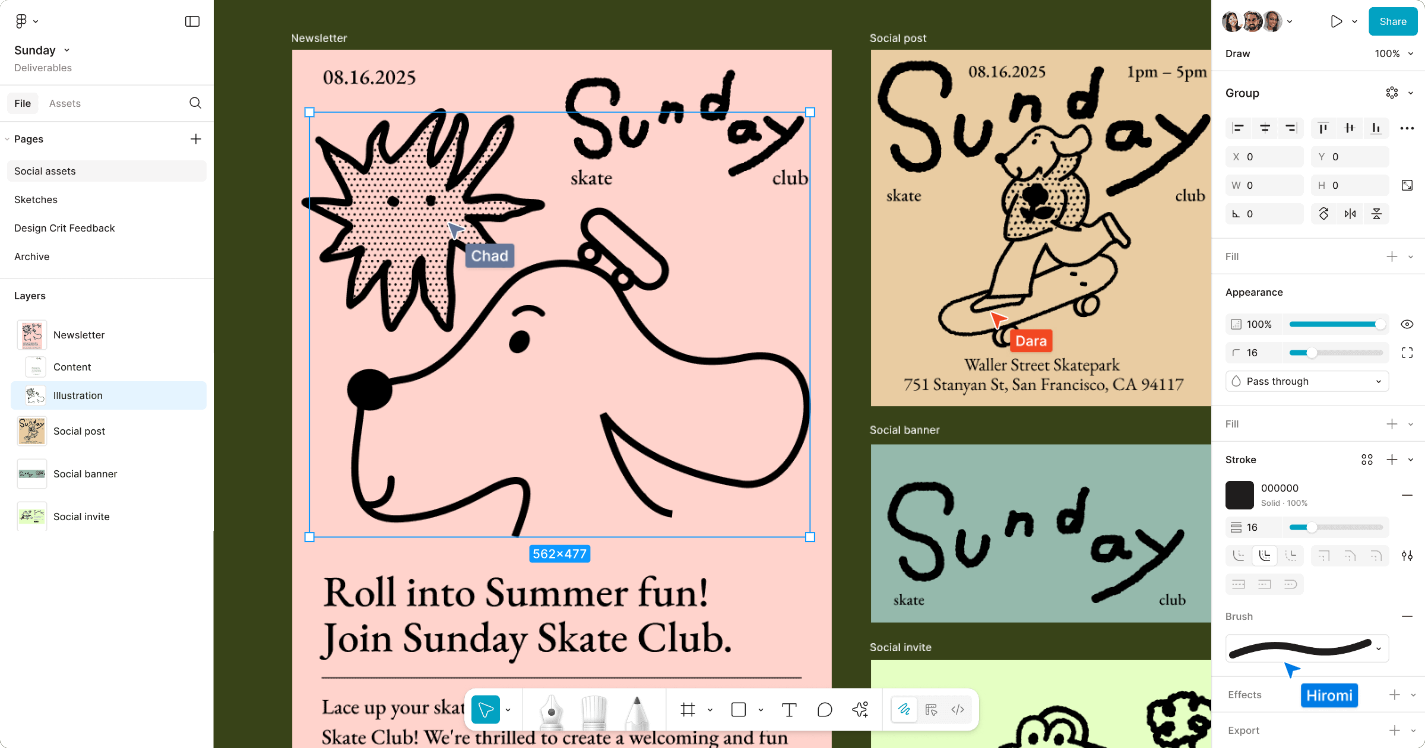 Sunday
Deliverables
File
Assets
Pages
Social assets
Sketches
Design Crit Feedback
Archive
Layers
Newsletter
Content
Illustration
Social post
Social banner
Social invite
Newsletter
08.16.2025
Sunday
skate club
Chad
562×477
Roll into Summer fun!
Join Sunday Skate Club.
Lace up your skat
Skate Club! We're thrilled to create a welcoming and fun
Social post
08.16.2025
1pm – 5pm
Sunday
skate club
Dara
Waller Street Skatepark
751 Stanyan St, San Francisco, CA 94117
Social banner
Sunday
skate club
Social invite
Share
Draw
100%
Group
X 0
Y 0
W 0
H 0
0
Fill
Appearance
100%
16
Pass through
Fill
Stroke
000000
Solid · 100%
16
Brush
Hiromi
Effects
Export